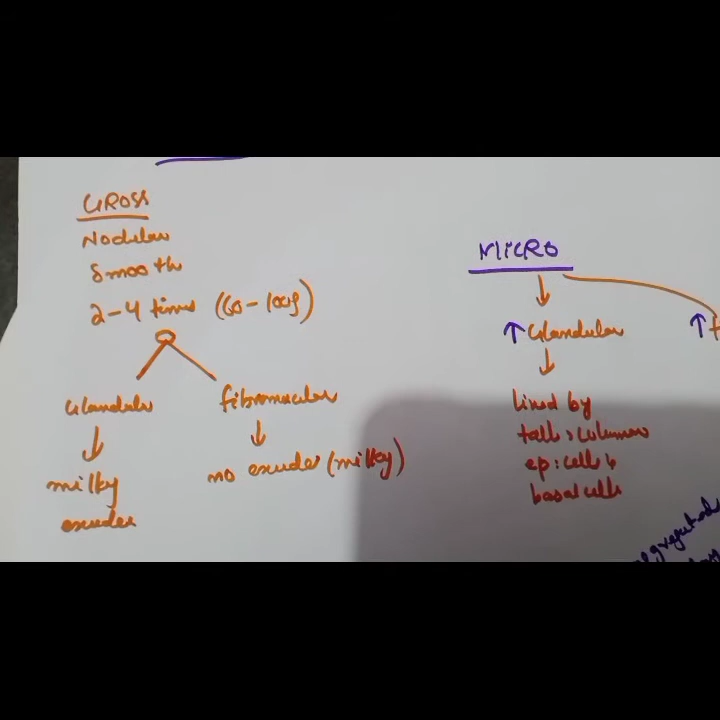 GROSS
Nodular
Smooth
2-4 times (60-100g)
Glandular
fibromuscular
milky
exudes
no exudes (milky)
MICRO
↑ Glandular
↑ f
lined by
tall, columnar
ep: cells &
basal cells